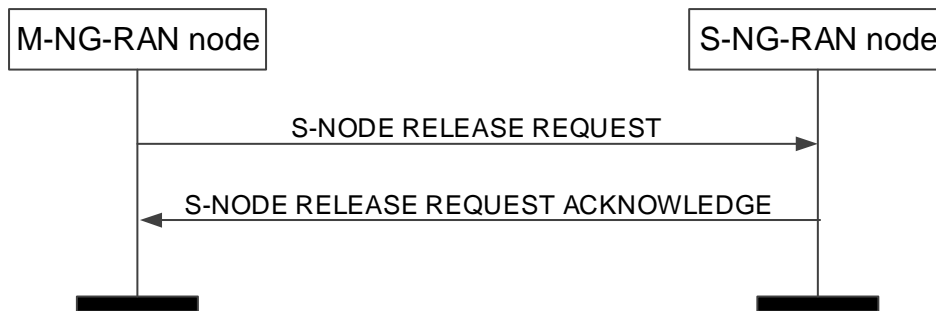 M-NG-RAN node
S-NG-RAN node
S-NODE RELEASE REQUEST
S-NODE RELEASE REQUEST ACKNOWLEDGE